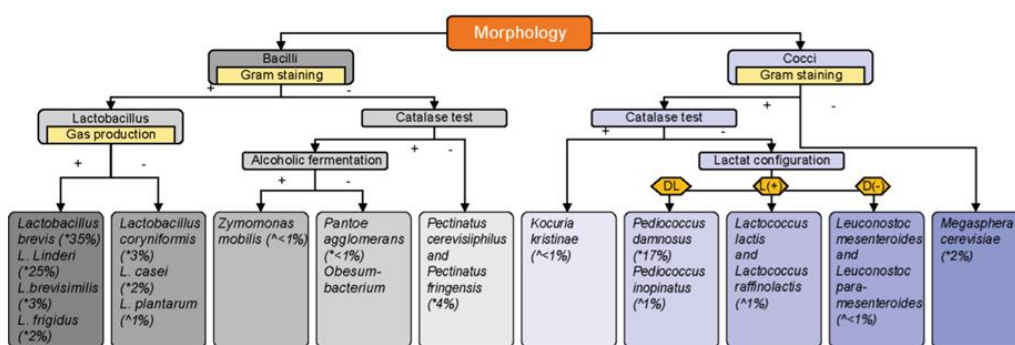 Morphology
Bacilli
Gram staining
Cocci
Gram staining
+
-
+
-
Lactobacillus
Gas production
Catalase test
Catalase test
+
-
+
-
+
-
Alcoholic fermentation
Lactat configuration
+
-
DL
L(+)
D(-)
Lactobacillus
brevis (*35%)
L. Linderi
(*25%)
L.brevisimilis
(*3%)
L. frigidus
(*2%)
Lactobacillus
coryniformis
(*3%)
L. casei
(*2%)
L. plantarum
(^1%)
Zymomonas
mobilis (^<1%)
Pantoe
agglomerans
(*<1%)
Obesum-
bacterium
Pectinatus
cerevisiiphilus
and
Pectinatus
fringensis
(*4%)
Kocuria
kristinae
(^<1%)
Pediococcus
damnosus
(*17%)
Pediococcus
inopinatus
(^1%)
Lactococcus
lactis
and
Lactococcus
raffinolactis
(^1%)
Leuconostoc
mesenteroides
and
Leuconostoc
para-
mesenteroides
(^<1%)
Megasphera
cerevisiae
(*2%)